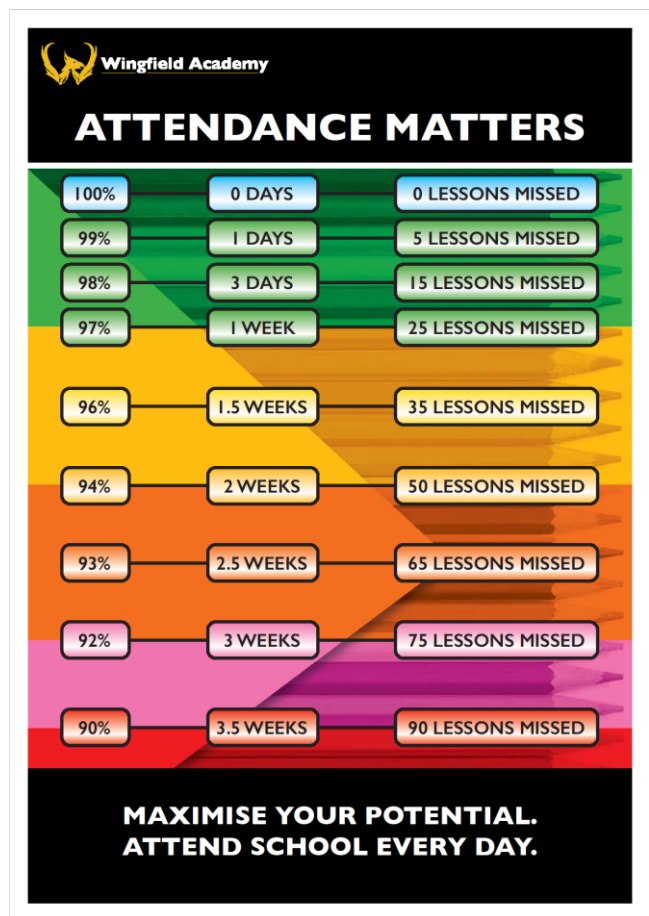 Wingfield Academy
ATTENDANCE MATTERS
100% 0 DAYS 0 LESSONS MISSED
99% 1 DAYS 5 LESSONS MISSED
98% 3 DAYS 15 LESSONS MISSED
97% 1 WEEK 25 LESSONS MISSED
96% 1.5 WEEKS 35 LESSONS MISSED
94% 2 WEEKS 50 LESSONS MISSED
93% 2.5 WEEKS 65 LESSONS MISSED
92% 3 WEEKS 75 LESSONS MISSED
90% 3.5 WEEKS 90 LESSONS MISSED
MAXIMISE YOUR POTENTIAL.
ATTEND SCHOOL EVERY DAY.